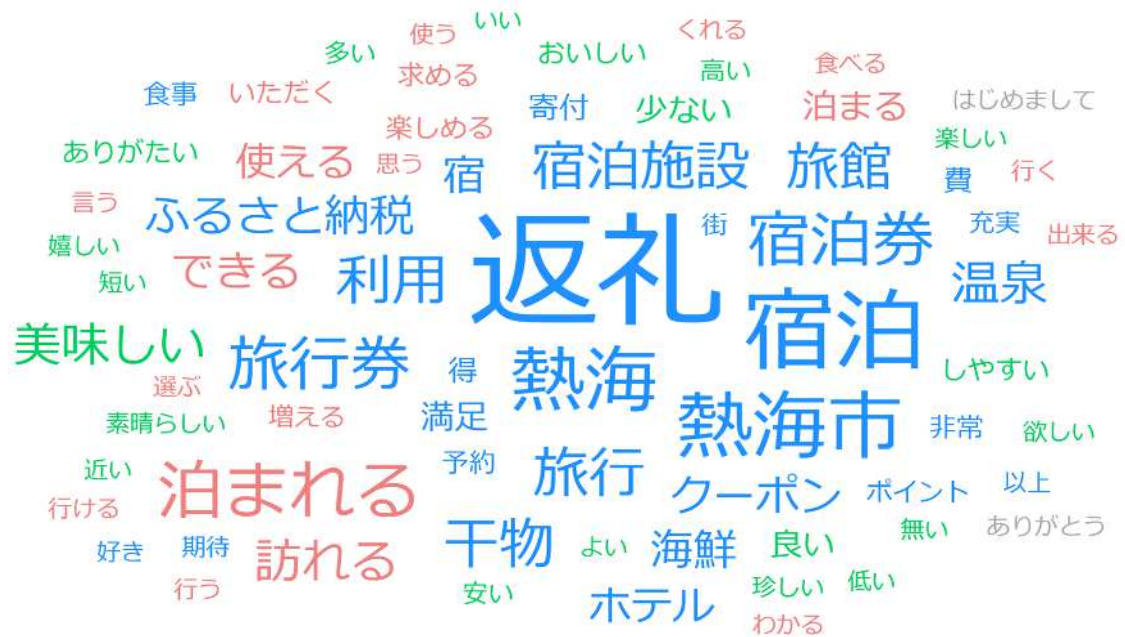 いい
使う
くれる
多い
おいしい
求める
高い
食べる
食事
いただく
寄付
少ない
泊まる
はじめまして
楽しめる
楽しい
ありがたい
使える
思う
宿
宿泊施設
旅館
費
行く
言う
ふるさと納税
返礼
街
宿泊券
充実
出来る
嬉しい
短い
できる
利用
温泉
宿泊
美味しい
旅行券
得
熱海
しやすい
選ぶ
素晴らしい
増える
満足
熱海市
非常
欲しい
近い
泊まれる
予約
旅行
クーポン
ポイント
以上
行ける
好き
期待
訪れる
干物
よい
海鮮
良い
無い
ありがとう
行う
安い
ホテル
珍しい
低い
わかる